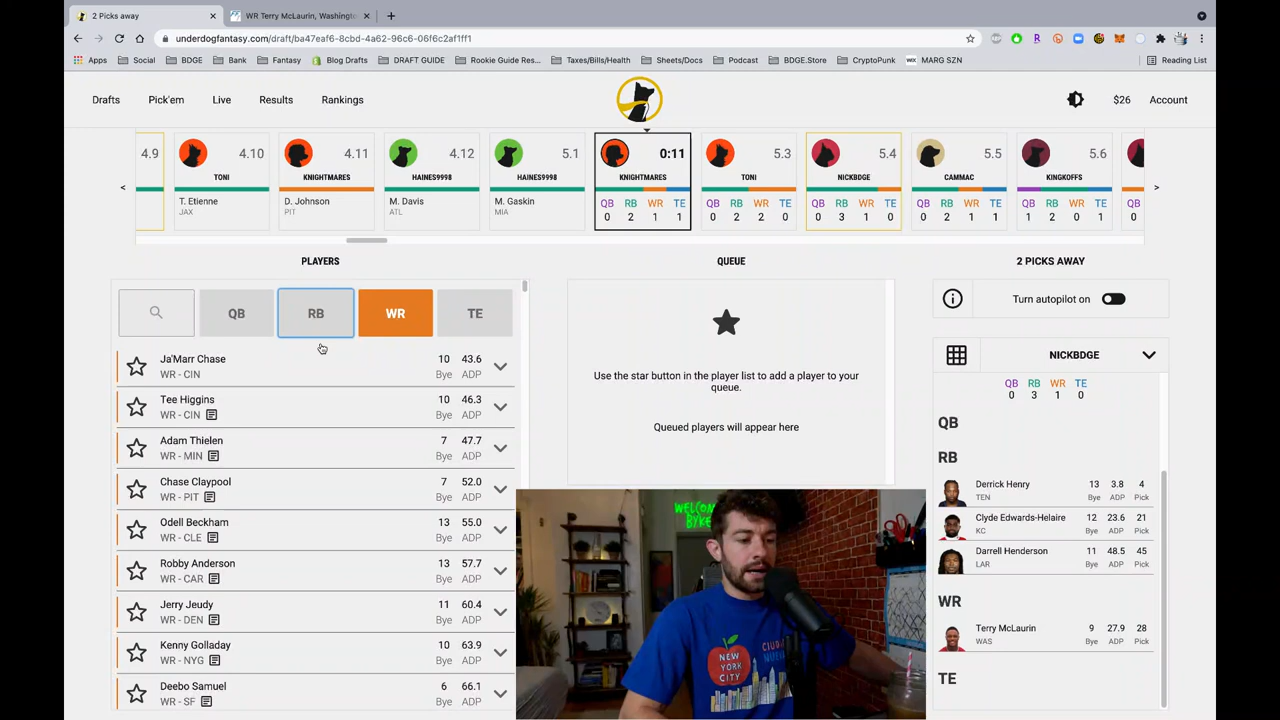 2 Picks away
WR Terry McLaurin, Washingto
underdogfantasy.com/draft/ba47eaf6-8cbd-4a62-96c6-06f6c2af1ff1
Apps Social BDGE Bank Fantasy Blog Drafts DRAFT GUIDE Rookie Guide Res... Taxes/Bills/Health Sheets/Docs Podcast BDGE.Store CryptoPunk MARG SZN Reading List
Drafts Pick'em Live Results Rankings $26 Account
4.9 4.10 4.11 4.12 5.1 0:11 5.3 5.4 5.5 5.6
TONI KNIGHTMARES HAINES9998 HAINES9998 KNIGHTMARES TONI NICKBDGE CAMMAC KINGKOFFS
T. Etienne D. Johnson M. Davis M. Gaskin QB RB WR TE QB RB WR TE QB RB WR TE QB RB WR TE QB RB WR TE
JAX PIT ATL MIA 0 2 1 1 0 2 2 0 0 3 1 0 0 2 1 1 1 2 0 1
< >
PLAYERS QUEUE 2 PICKS AWAY
QB RB WR TE
Ja'Marr Chase 10 43.6
WR - CIN Bye ADP
Tee Higgins 10 46.3
WR - CIN Bye ADP
Adam Thielen 7 47.7
WR - MIN Bye ADP
Chase Claypool 7 52.0
WR - PIT Bye ADP
Odell Beckham 13 55.0
WR - CLE Bye ADP
Robby Anderson 13 57.7
WR - CAR Bye ADP
Jerry Jeudy 11 60.4
WR - DEN Bye ADP
Kenny Golladay 10 63.9
WR - NYG Bye ADP
Deebo Samuel 6 66.1
WR - SF Bye ADP
Use the star button in the player list to add a player to your
queue.
Queued players will appear here
Turn autopilot on
NICKBDGE
QB RB WR TE
0 3 1 0
QB
RB
Derrick Henry 13 3.8 4
TEN Bye ADP Pick
Clyde Edwards-Helaire 12 23.6 21
KC Bye ADP Pick
Darrell Henderson 11 48.5 45
LAR Bye ADP Pick
WR
Terry McLaurin 9 27.9 28
WAS Bye ADP Pick
TE
NEW
YORK
CITY